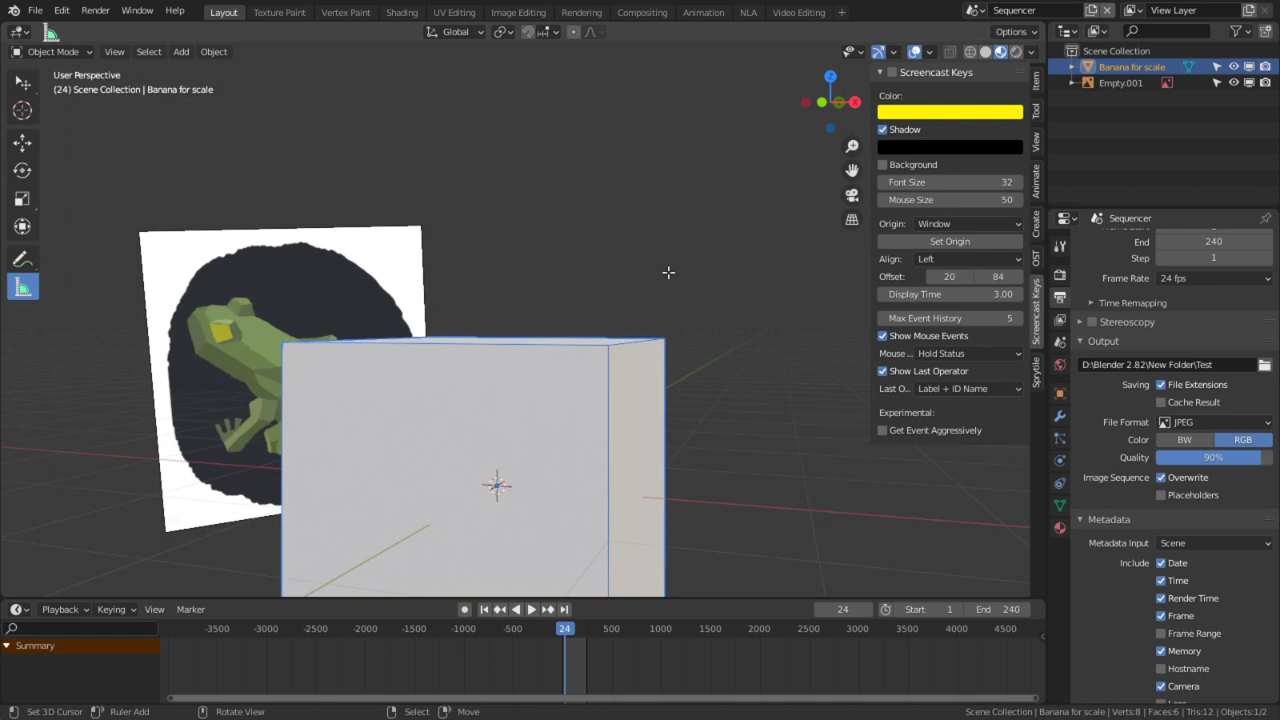 File Edit Render Window Help Layout Texture Paint Vertex Paint Shading UV Editing Image Editing Rendering Compositing Animation NLA Video Editing + Sequencer View Layer
Global Options
Object Mode View Select Add Object
User Perspective
(24) Scene Collection | Banana for scale
Z
X
Screencast Keys
Color:
Shadow
Background
Font Size 32
Mouse Size 50
Origin: Window
Set Origin
Align: Left
Offset: 20 84
Display Time 3.00
Max Event History 5
Show Mouse Events
Mouse ... Hold Status
Show Last Operator
Last O... Label + ID Name
Experimental:
Get Event Aggressively
Item
Tool
View
Animate
Create
OST
Screencast Keys
Sprytile
Scene Collection
Banana for scale
Empty.001
Sequencer
End 240
Step 1
Frame Rate 24 fps
Time Remapping
Stereoscopy
Output
D:\Blender 2.82\New Folder\Test
Saving File Extensions
Cache Result
File Format JPEG
Color BW RGB
Quality 90%
Image Sequence Overwrite
Placeholders
Metadata
Metadata Input Scene
Include Date
Time
Render Time
Frame
Frame Range
Memory
Hostname
Camera
Playback Keying View Marker 24 Start 1 End 240
-3500 -3000 -2500 -2000 -1500 -1000 -500 24 500 1000 1500 2000 2500 3000 3500 4000 4500
Summary
Set 3D Cursor Ruler Add Rotate View Select Move Scene Collection | Banana for scale | Verts:8 | Faces:6 | Tris:12 | Objects:1/2